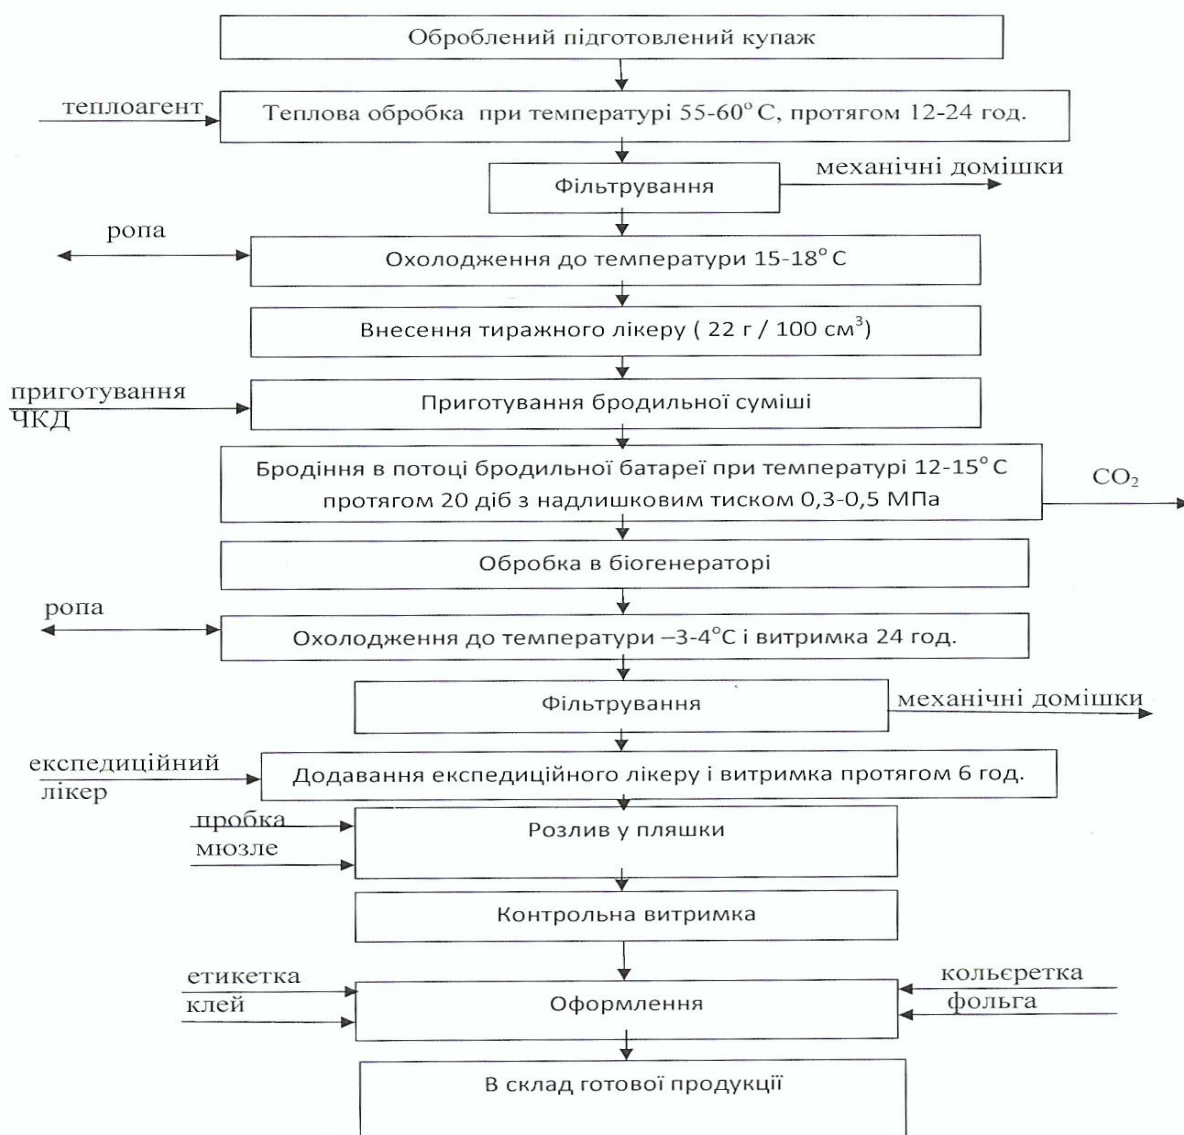 Оброблений підготовлений купаж
теплоагент
Теплова обробка при температурі 55-60° С, протягом 12-24 год.
механічні домішки
Фільтрування
ропа
Охолодження до температури 15-18° С
Внесення тиражного лікеру ( 22 г / 100 см³)
приготування
ЧКД
Приготування бродильної суміші
Бродіння в потоці бродильної батареї при температурі 12-15° С
протягом 20 діб з надлишковим тиском 0,3-0,5 МПа
CO₂
Обробка в біогенераторі
ропа
Охолодження до температури –3-4°С і витримка 24 год.
Фільтрування
механічні домішки
експедиційний
лікер
Додавання експедиційного лікеру і витримка протягом 6 год.
пробка
мюзле
Розлив у пляшки
Контрольна витримка
етикетка
клей
Оформлення
кольєретка
фольга
В склад готової продукції